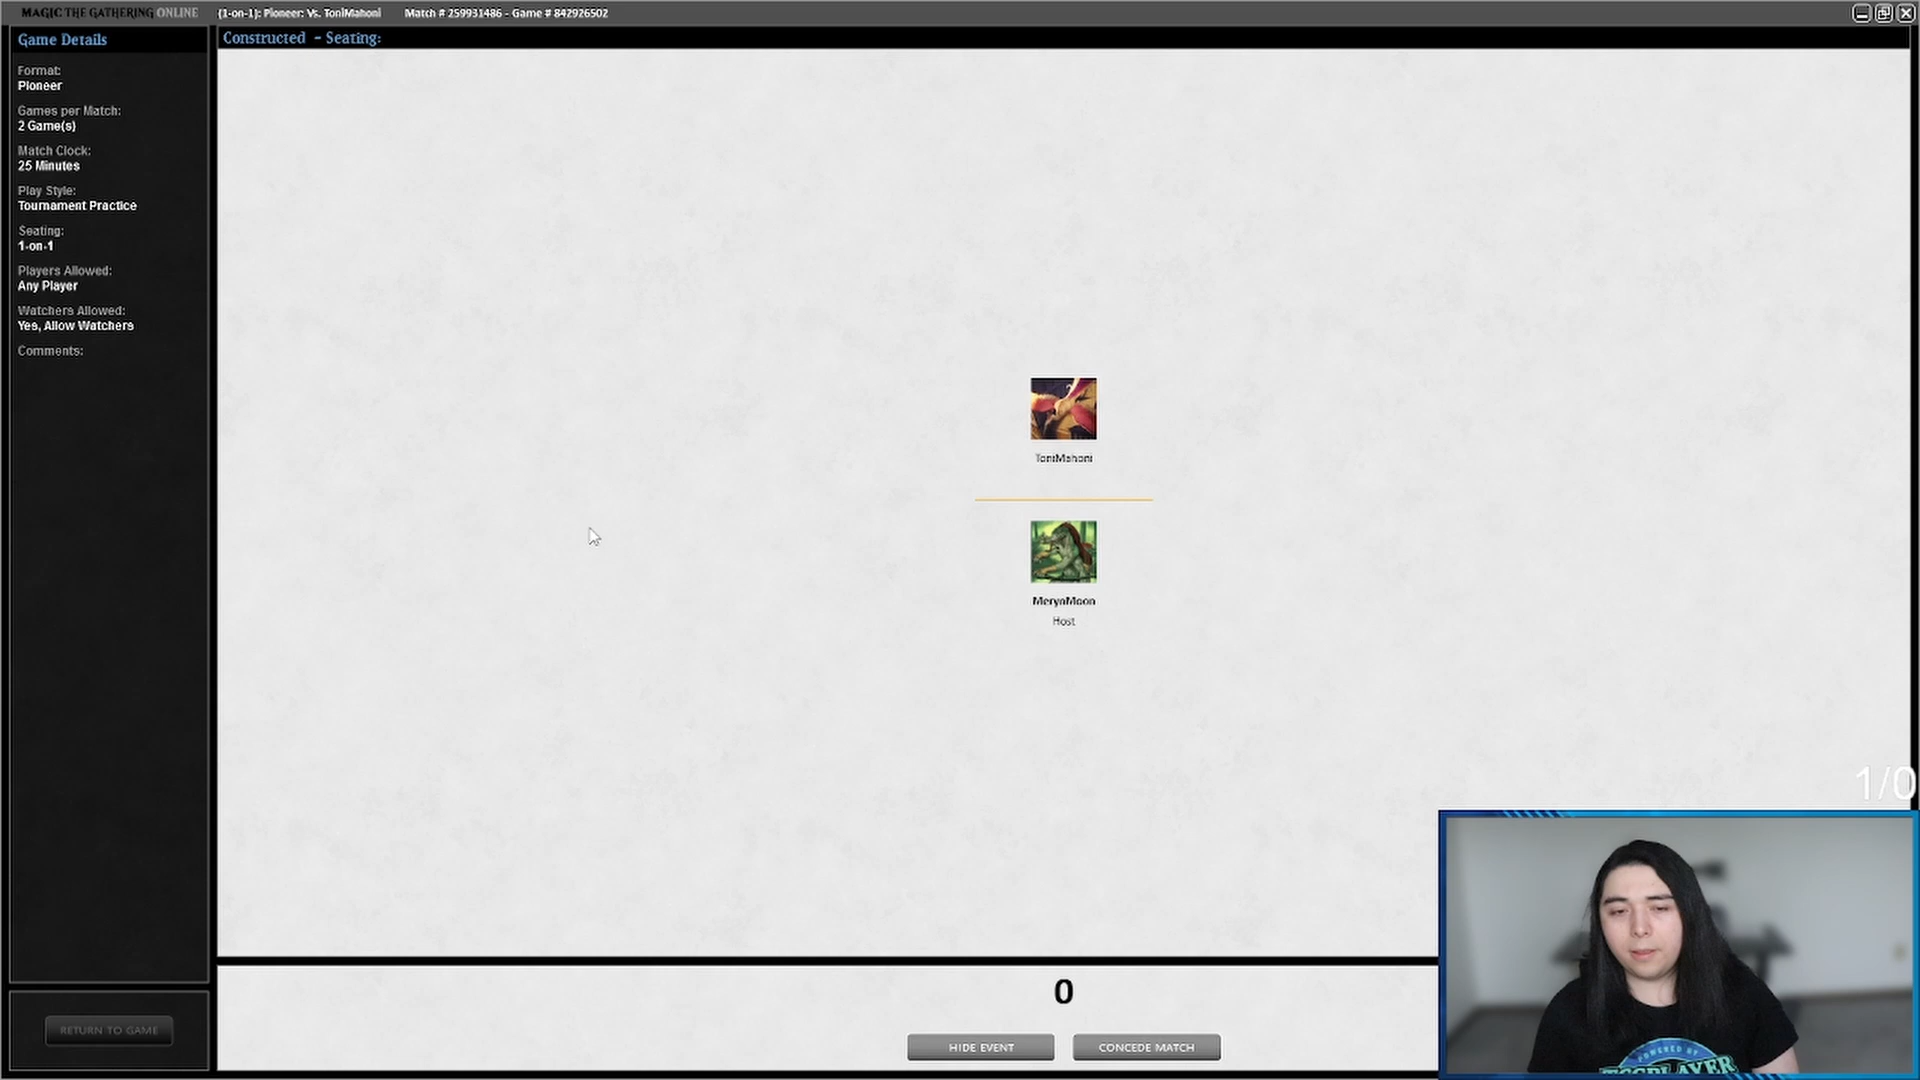 MAGIC THE GATHERING ONLINE (1-on-1): Pioneer: Vs. ToniMahoni Match # 259931486 - Game # 842926502
Game Details
Constructed - Seating:
Format:
Pioneer
Games per Match:
2 Game(s)
Match Clock:
25 Minutes
Play Style:
Tournament Practice
Seating:
1-on-1
Players Allowed:
Any Player
Watchers Allowed:
Yes, Allow Watchers
Comments:
ToniMahoni
MerynMoon
Host
1/0
0
RETURN TO GAME
HIDE EVENT
CONCEDE MATCH
POWERED BY
TCGPLAYER